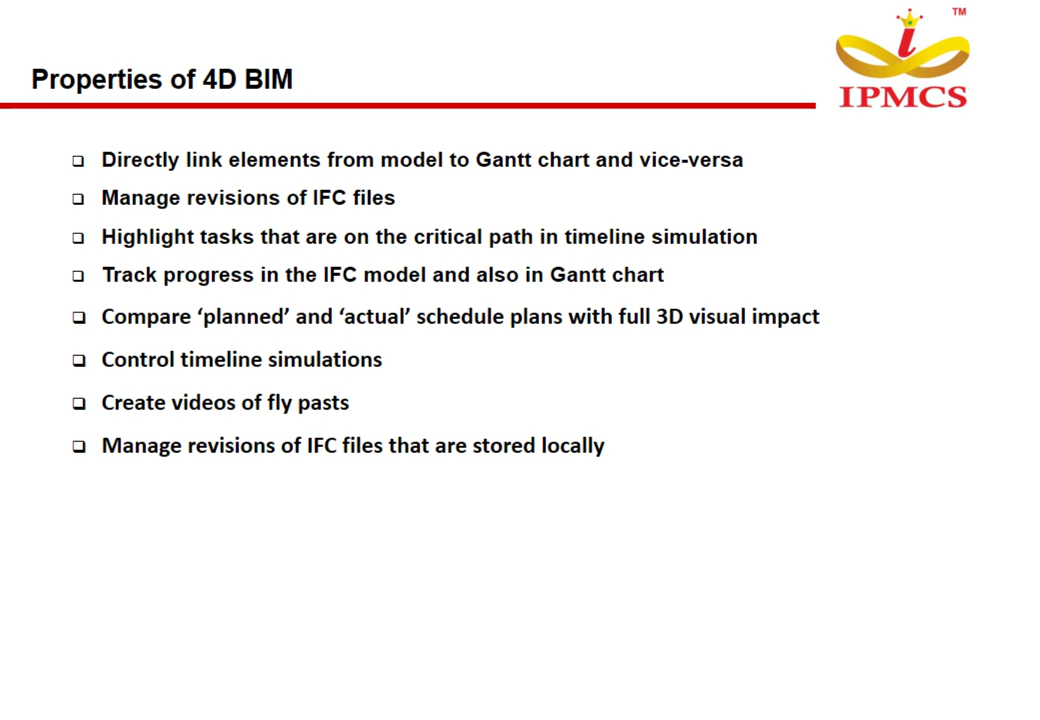 TM
i
IPMCS
Properties of 4D BIM
❑ Directly link elements from model to Gantt chart and vice-versa
❑ Manage revisions of IFC files
❑ Highlight tasks that are on the critical path in timeline simulation
❑ Track progress in the IFC model and also in Gantt chart
❑ Compare ‘planned’ and ‘actual’ schedule plans with full 3D visual impact
❑ Control timeline simulations
❑ Create videos of fly pasts
❑ Manage revisions of IFC files that are stored locally